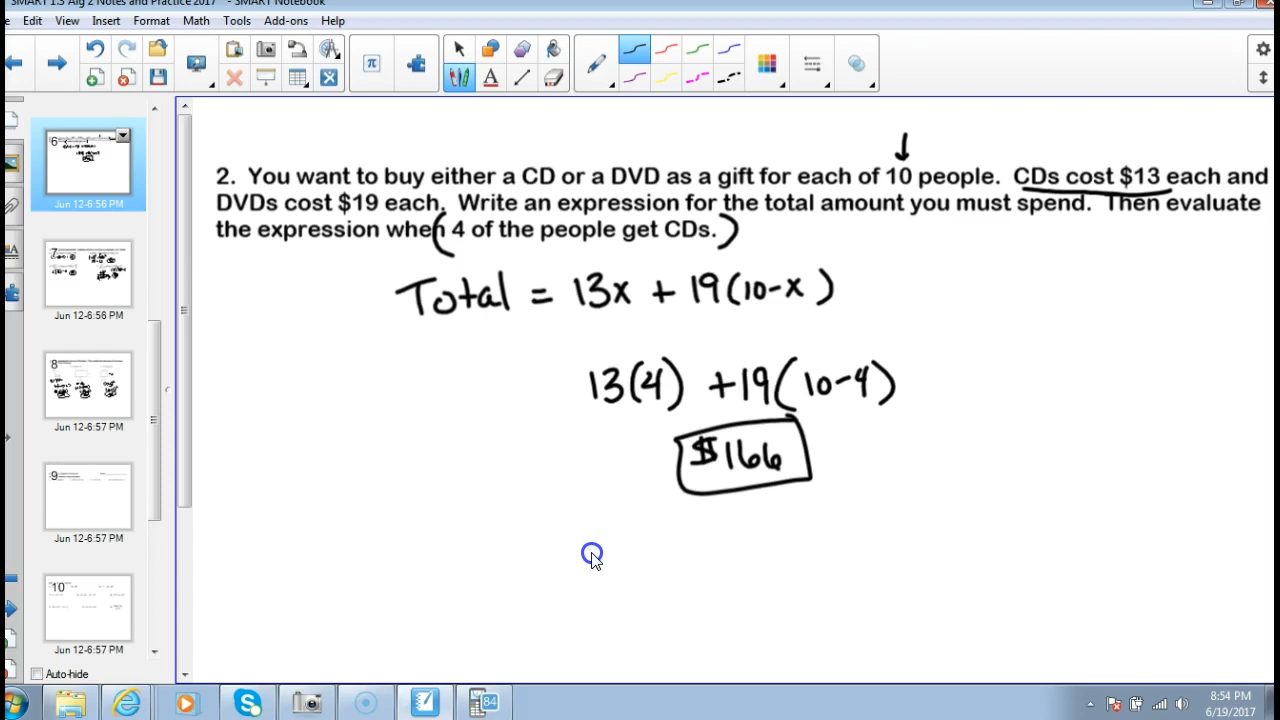 SMART 1.3 Alg 2 Notes and Practice 2017 - SMART Notebook
Edit View Insert Format Math Tools Add-ons Help
π
A
2. You want to buy either a CD or a DVD as a gift for each of 10 people. CDs cost $13 each and
DVDs cost $19 each. Write an expression for the total amount you must spend. Then evaluate
the expression when (4 of the people get CDs.)
Total = 13x + 19(10-x)
13(4) +19(10-4)
$166
6
Jun 12-6:56 PM
7
Jun 12-6:56 PM
8
Jun 12-6:57 PM
9
Jun 12-6:57 PM
10
Jun 12-6:57 PM
Auto-hide
84
8:54 PM
6/19/2017